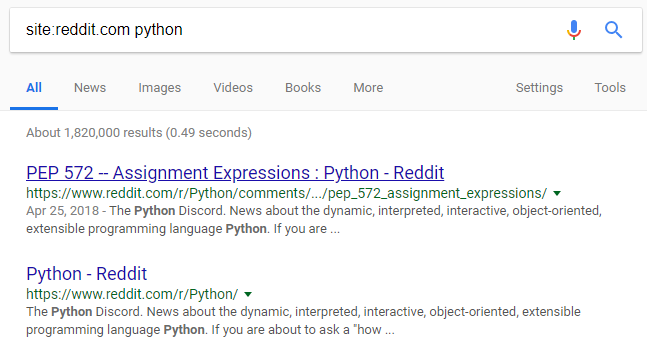 site:reddit.com python
All News Images Videos Books More Settings Tools
About 1,820,000 results (0.49 seconds)
PEP 572 -- Assignment Expressions : Python - Reddit
https://www.reddit.com/r/Python/comments/.../pep_572_assignment_expressions/
Apr 25, 2018 - The Python Discord. News about the dynamic, interpreted, interactive, object-oriented,
extensible programming language Python. If you are ...
Python - Reddit
https://www.reddit.com/r/Python/
The Python Discord. News about the dynamic, interpreted, interactive, object-oriented, extensible
programming language Python. If you are about to ask a "how ...